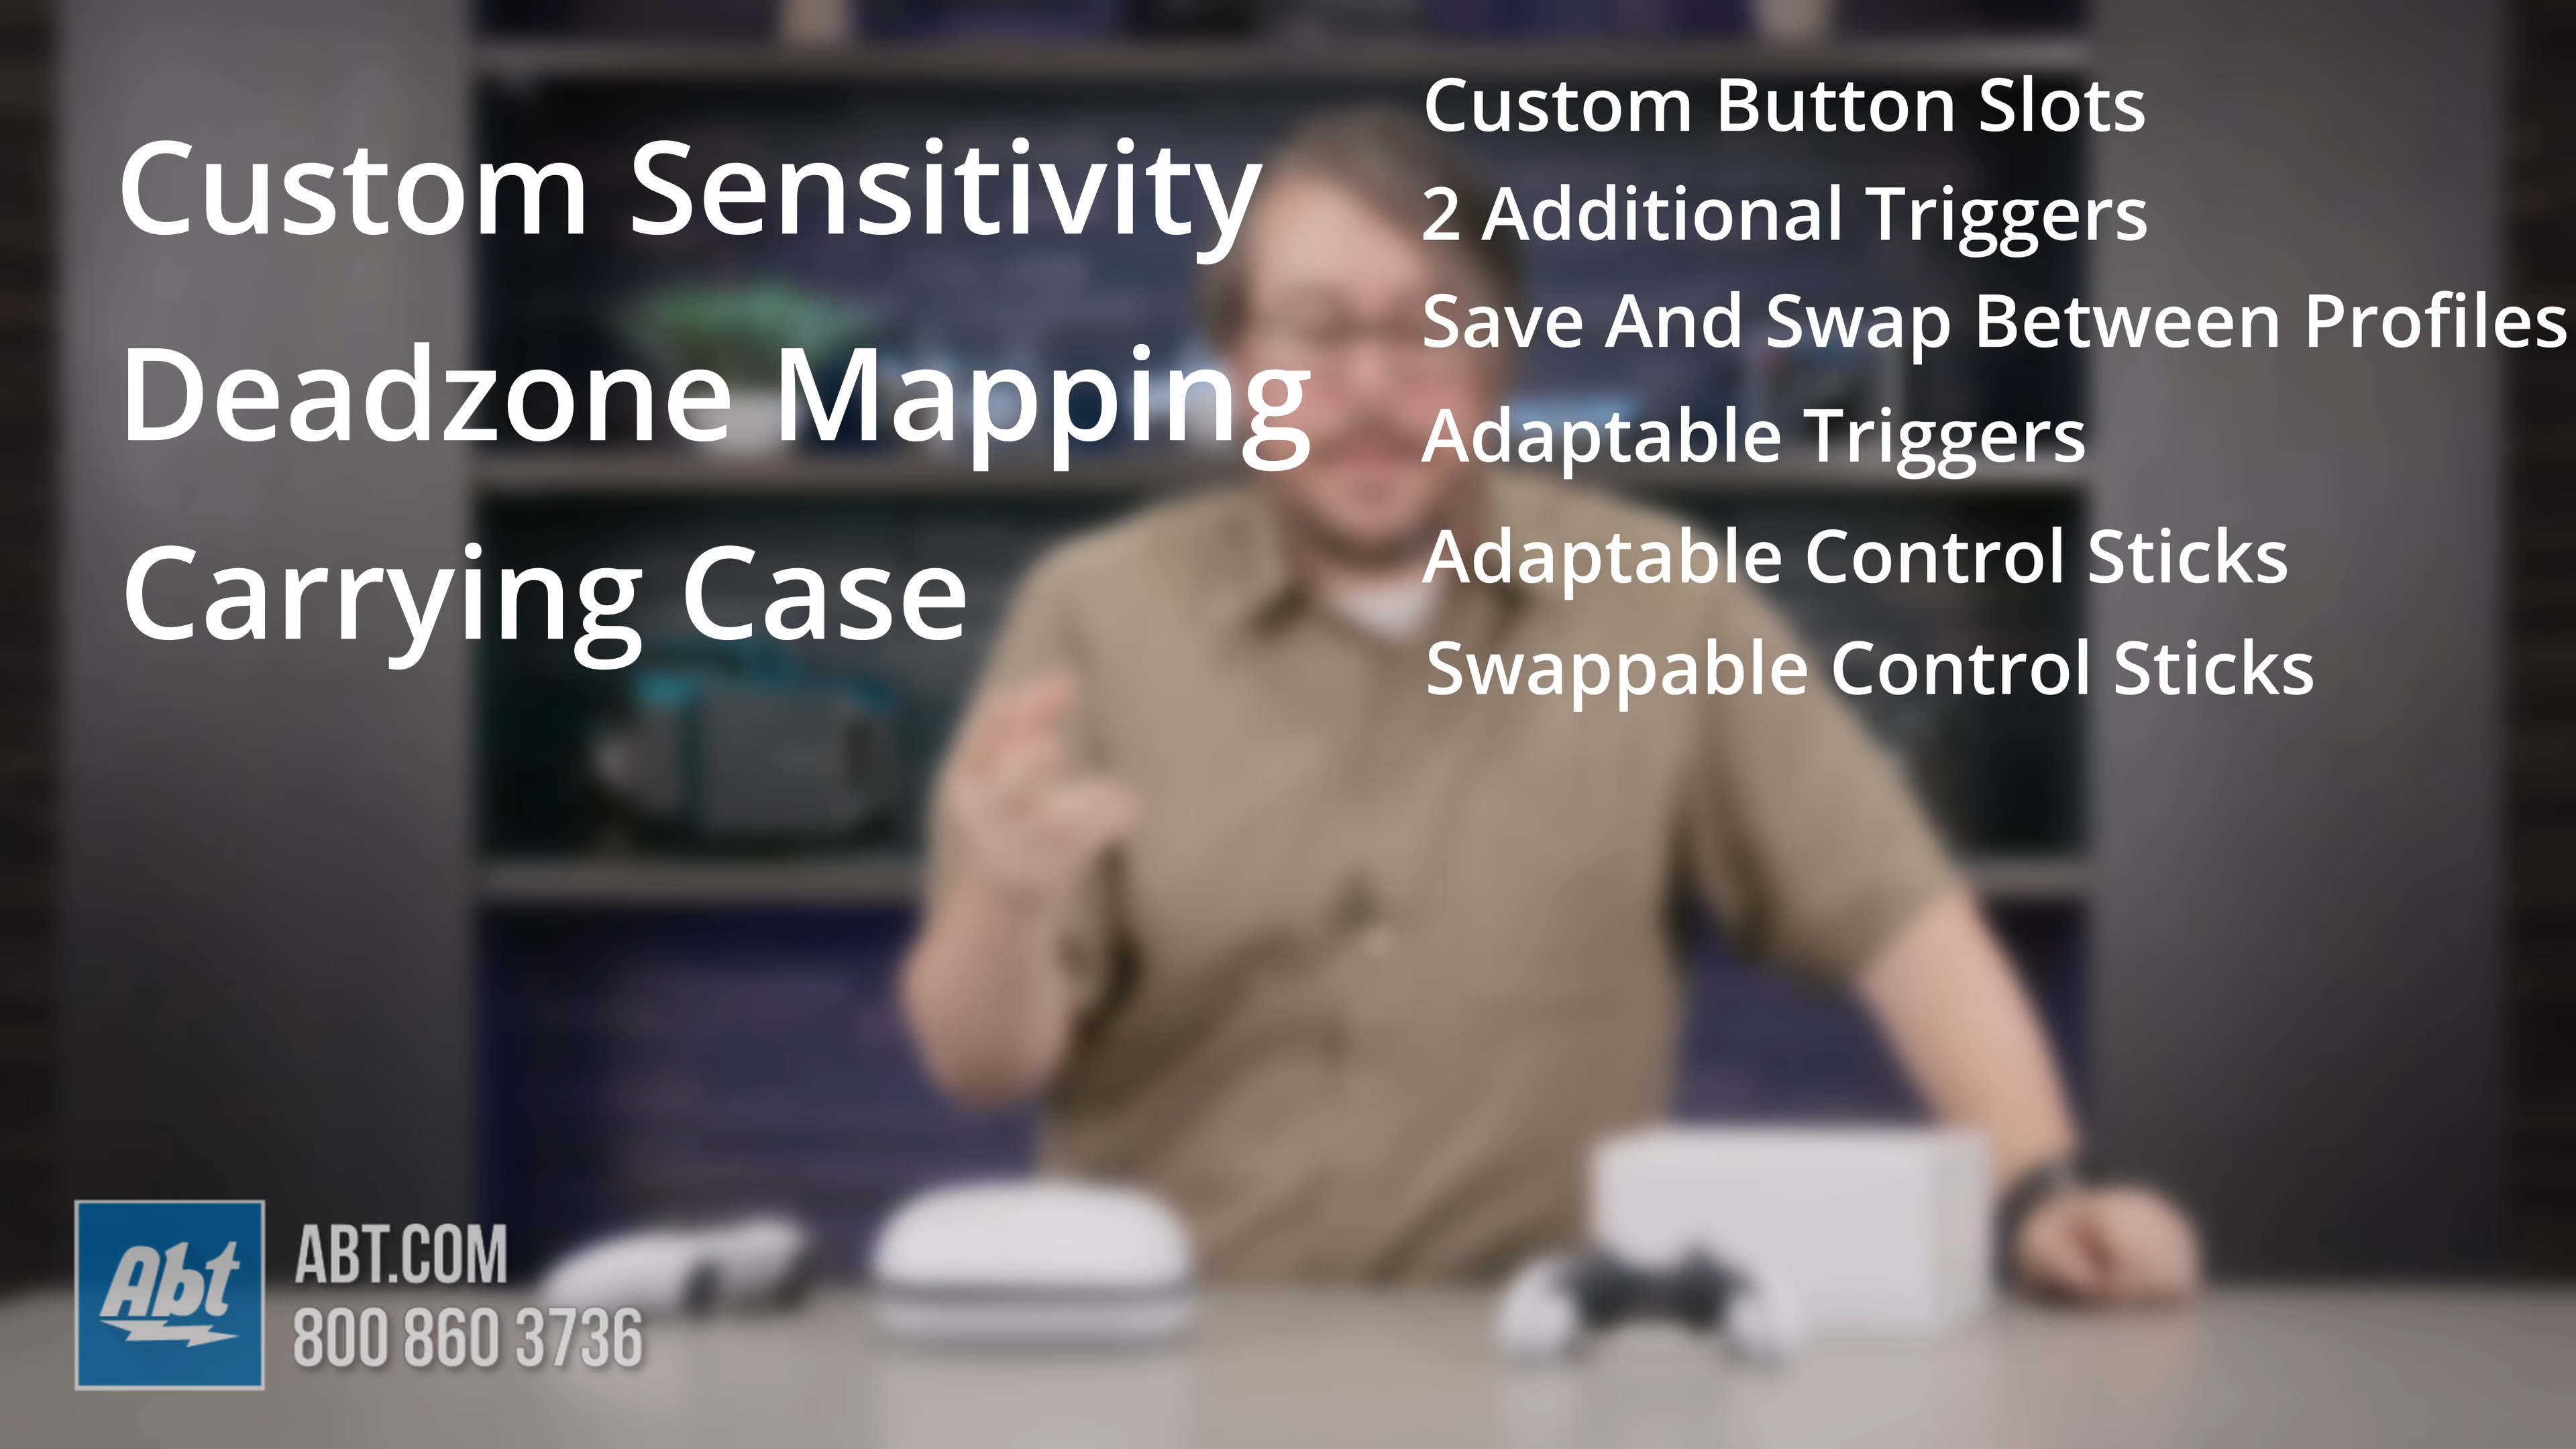 Custom Sensitivity
Deadzone Mapping
Carrying Case
Custom Button Slots
2 Additional Triggers
Save And Swap Between Profiles
Adaptable Triggers
Adaptable Control Sticks
Swappable Control Sticks
Abt
ABT.COM
800 860 3736